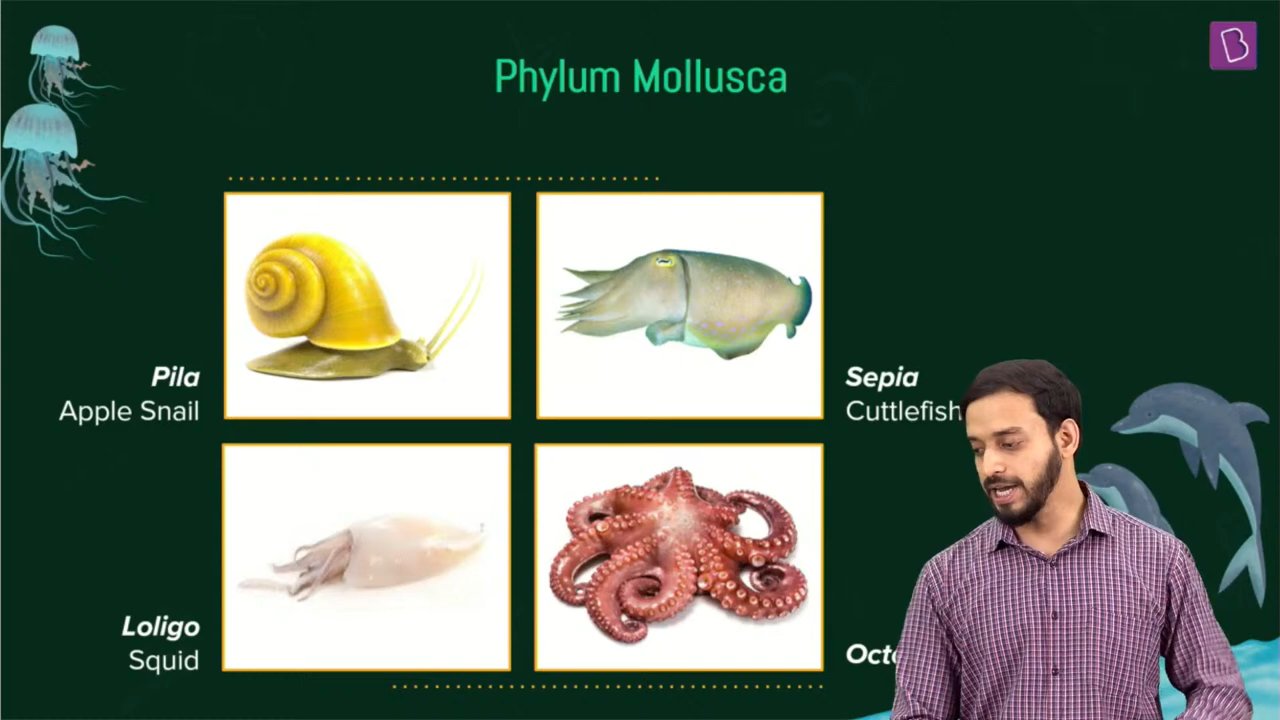 Phylum Mollusca
Pila
Apple Snail
Sepia
Cuttlefish
Loligo
Squid
B